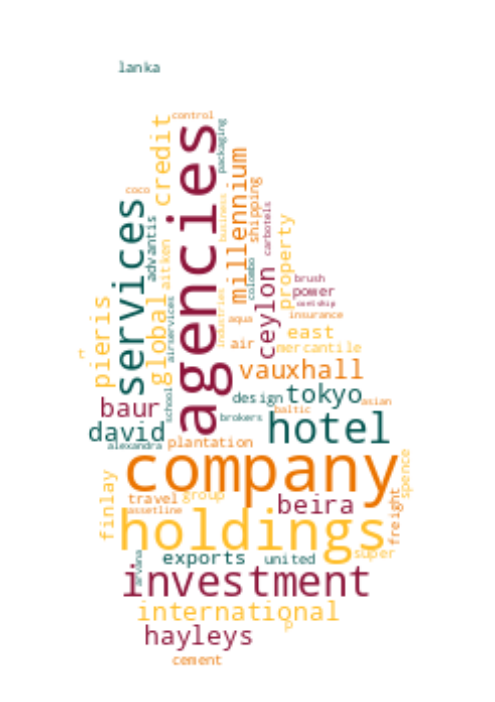 lanka
control
agencies
packaging
credit
coco
services
advantis
aitken
business
millennium
shipping
carbotels
colombo
property
ceylon
brush
power
insurance
pieris
global
airservices
industries
aqua
air
east
mercantile
vauxhall
school
design
tokyo
asian
baltic
baur
brokers
hotel
david
alexandra
plantation
company
spence
finlay
travel
group
assetline
beira
freight
holdings
super
arvana
exports
united
investment
international
p
hayleys
cement